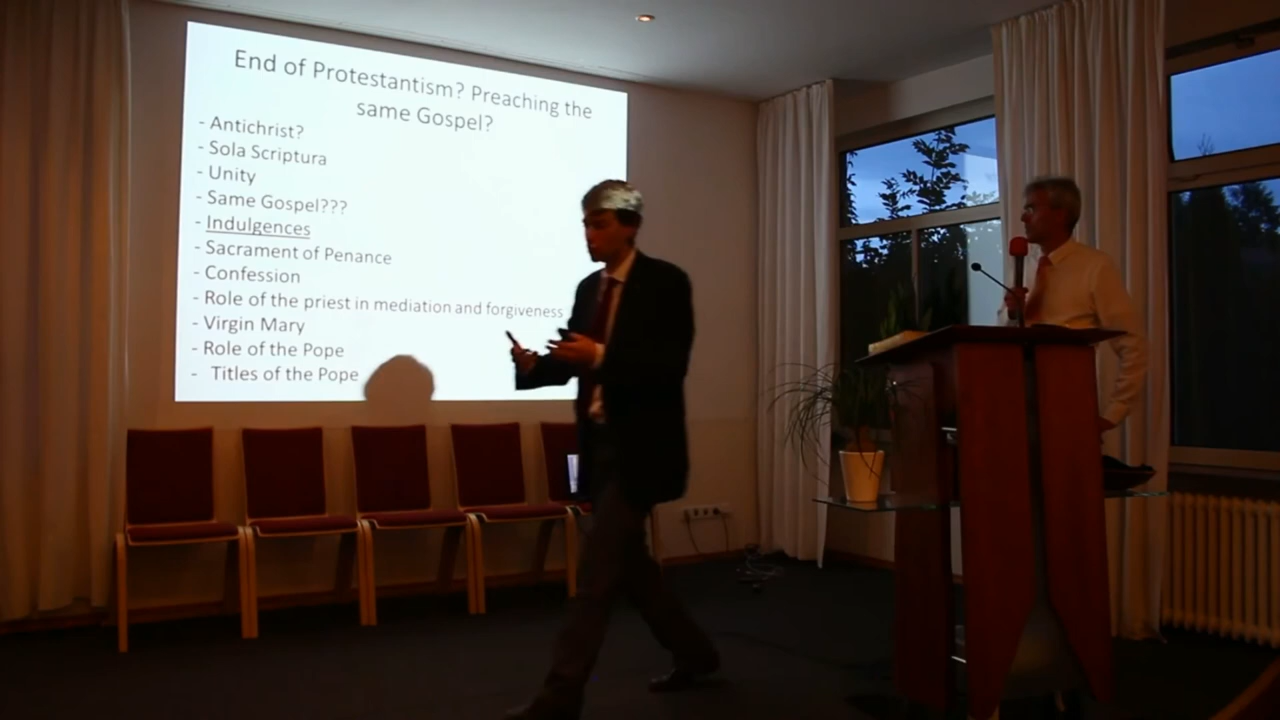 End of Protestantism? Preaching the
same Gospel?
- Antichrist?
- Sola Scriptura
- Unity
- Same Gospel???
- Indulgences
- Sacrament of Penance
- Confession
- Role of the priest in mediation and forgiveness
- Virgin Mary
- Role of the Pope
- Titles of the Pope